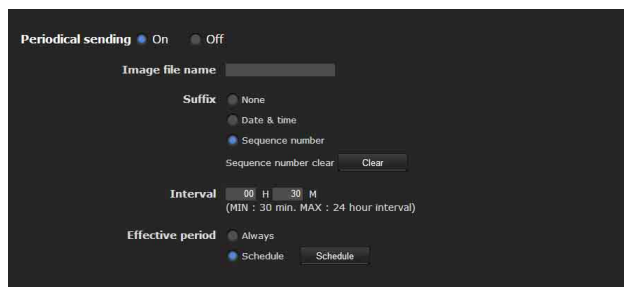 Periodical sending On Off
Image file name
Suffix None
Date & time
Sequence number
Sequence number clear Clear
Interval 00 H 30 M
(MIN : 30 min. MAX : 24 hour interval)
Effective period Always
Schedule Schedule